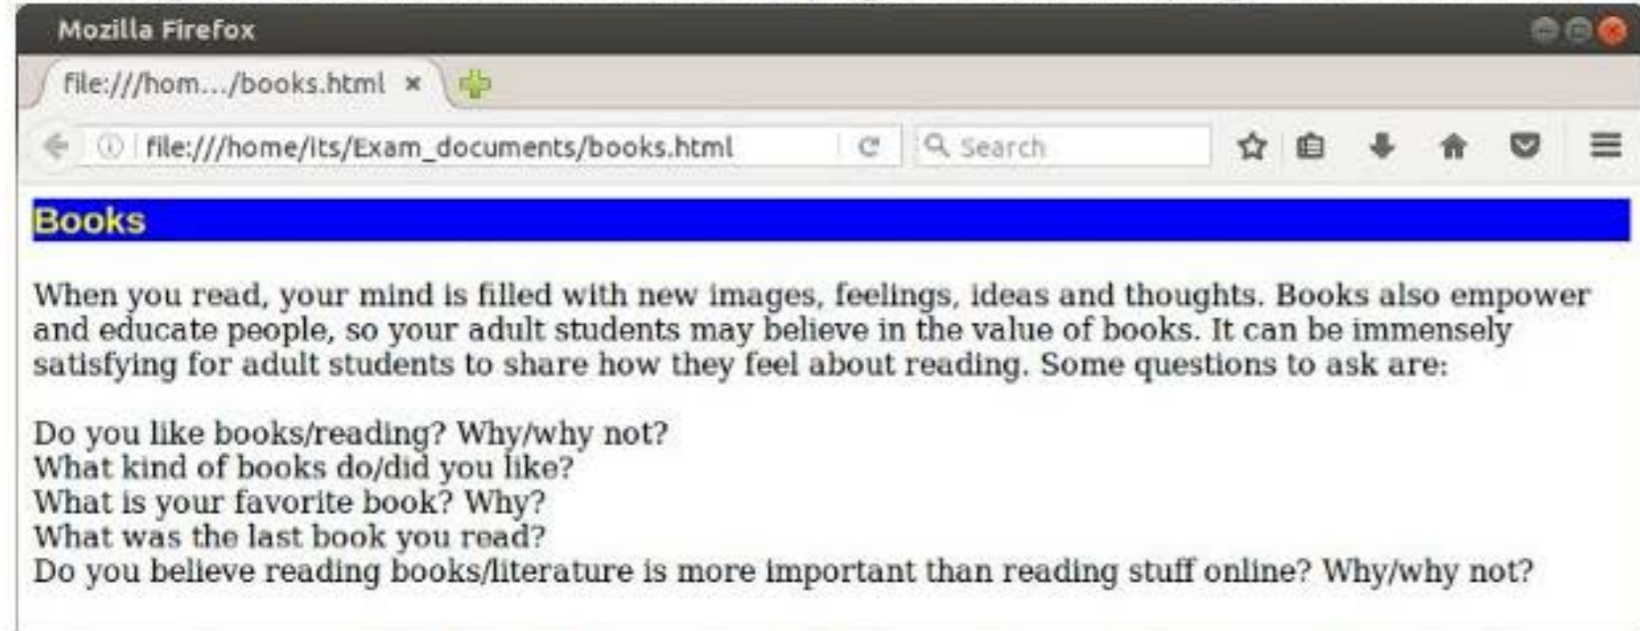 Mozilla Firefox
file:///hom.../books.html
file:///home/its/Exam_documents/books.html
Search
Books
When you read, your mind is filled with new images, feelings, ideas and thoughts. Books also empower
and educate people, so your adult students may believe in the value of books. It can be immensely
satisfying for adult students to share how they feel about reading. Some questions to ask are:
Do you like books/reading? Why/why not?
What kind of books do/did you like?
What is your favorite book? Why?
What was the last book you read?
Do you believe reading books/literature is more important than reading stuff online? Why/why not?